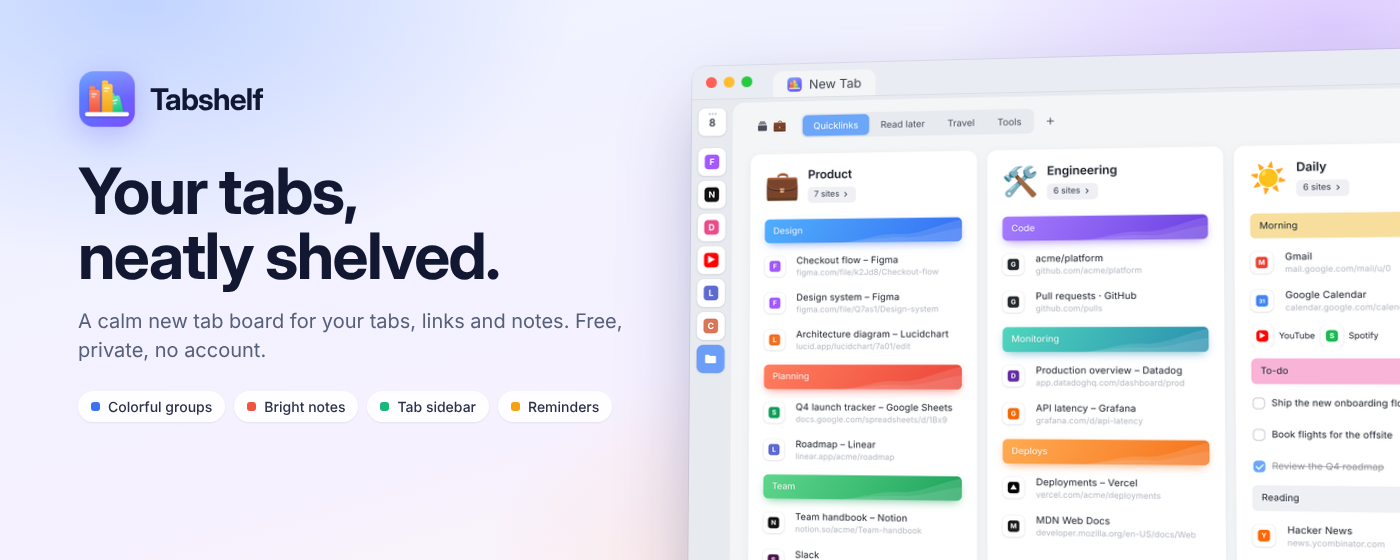 Tabshelf
Your tabs,
neatly shelved.
A calm new tab board for your tabs, links and notes. Free,
private, no account.
Colorful groups
Bright notes
Tab sidebar
Reminders
New Tab
8
F
N
D
L
C
Quicklinks
Read later
Travel
Tools
+
Product
7 sites ›
Design
F
Checkout flow – Figma
figma.com/file/k2Jd8/Checkout-flow
F
Design system – Figma
figma.com/file/Q7as1/Design-system
L
Architecture diagram – Lucidchart
lucid.app/lucidchart/7a01/edit
Planning
S
Q4 launch tracker – Google Sheets
docs.google.com/spreadsheets/d/1Bx9
L
Roadmap – Linear
linear.app/acme/roadmap
Team
N
Team handbook – Notion
notion.so/acme/Team-handbook
Slack
Engineering
6 sites ›
Code
G
acme/platform
github.com/acme/platform
G
Pull requests · GitHub
github.com/pulls
Monitoring
D
Production overview – Datadog
app.datadoghq.com/dashboard/prod
G
API latency – Grafana
grafana.com/d/api-latency
Deploys
Deployments – Vercel
vercel.com/acme/deployments
M
MDN Web Docs
developer.mozilla.org/en-US/docs/Web
Daily
6 sites ›
Morning
M
Gmail
mail.google.com/mail/u/0
31
Google Calendar
calendar.google.com/calen
YouTube
S
Spotify
To-do
Ship the new onboarding flo
Book flights for the offsite
Review the Q4 roadmap
Reading
Y
Hacker News
news.ycombinator.com